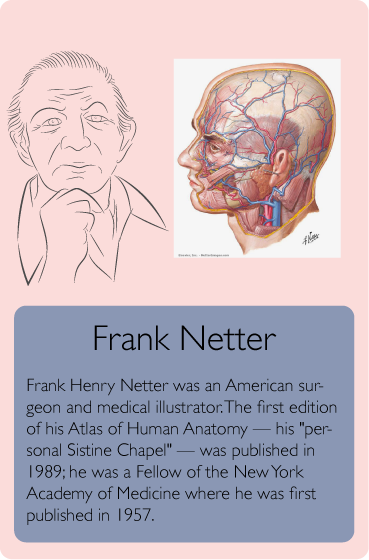 Frank Netter
Frank Henry Netter was an American sur-
geon and medical illustrator. The first edition
of his Atlas of Human Anatomy — his "per-
sonal Sistine Chapel" — was published in
1989; he was a Fellow of the New York
Academy of Medicine where he was first
published in 1957.